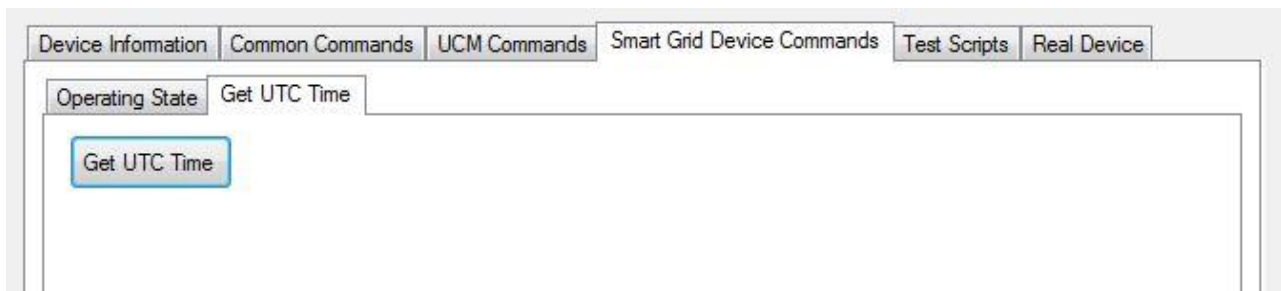 Device Information Common Commands UCM Commands Smart Grid Device Commands Test Scripts Real Device
Operating State Get UTC Time
Get UTC Time